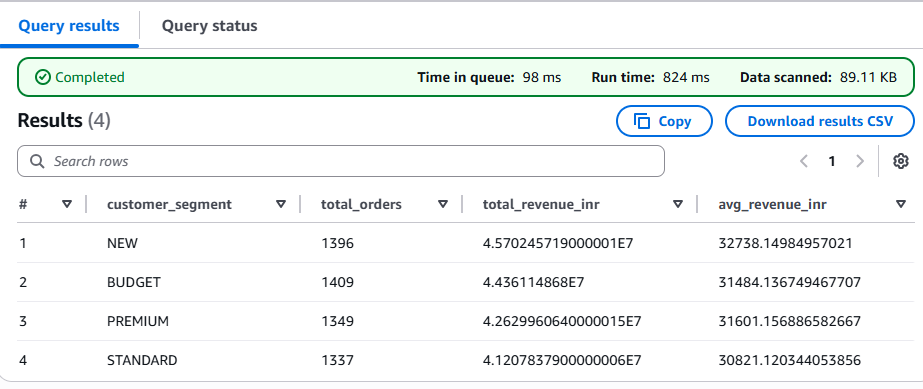 Query results Query status
Completed Time in queue: 98 ms Run time: 824 ms Data scanned: 89.11 KB
Results (4) Copy Download results CSV
Search rows 1
# customer_segment total_orders total_revenue_inr avg_revenue_inr
1 NEW 1396 4.570245719000001E7 32738.14984957021
2 BUDGET 1409 4.436114868E7 31484.136749467707
3 PREMIUM 1349 4.2629960640000015E7 31601.156886582667
4 STANDARD 1337 4.1207837900000006E7 30821.120344053856